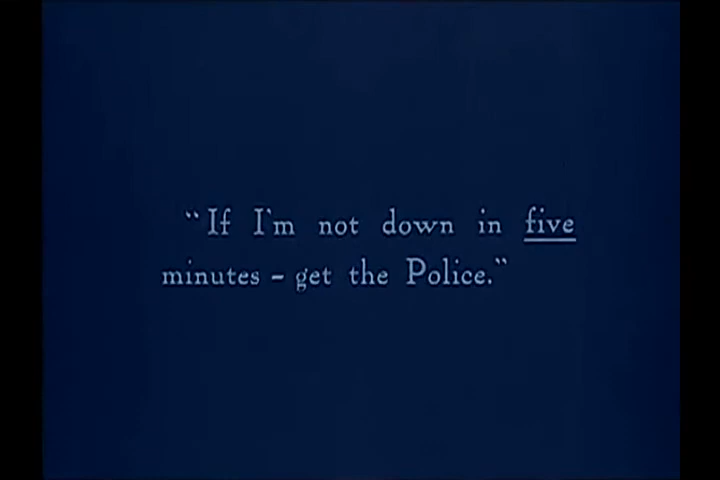 “If I'm not down in five
minutes – get the Police.”